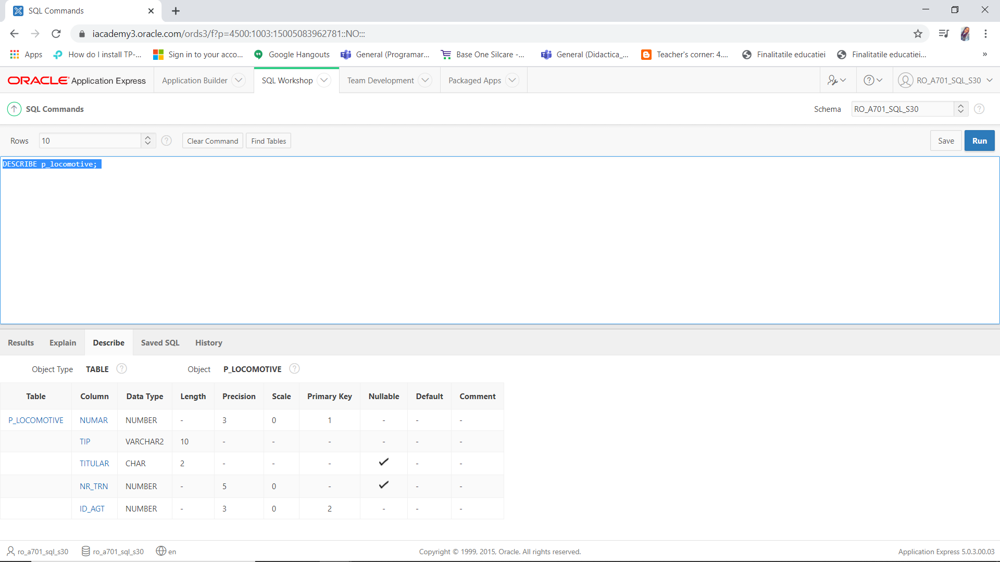 SQL Commands
iacademy3.oracle.com/ords3/f?p=4500:1003:15005083962781::NO:::
Apps How do I install TP-... Sign in to your acco... Google Hangouts General (Programar... Base One Silcare -... General (Didactica_... Teacher's corner: 4.... Finalitatile educatiei Finalitatile educatiei... »
ORACLE Application Express Application Builder SQL Workshop Team Development Packaged Apps RO_A701_SQL_S30
SQL Commands Schema RO_A701_SQL_S30
Rows 10 Clear Command Find Tables Save Run
DESCRIBE p_locomotive;
Results Explain Describe Saved SQL History
Object Type TABLE Object P_LOCOMOTIVE
Table Column Data Type Length Precision Scale Primary Key Nullable Default Comment
P_LOCOMOTIVE NUMAR NUMBER - 3 0 1 - - -
TIP VARCHAR2 10 - - - - - -
TITULAR CHAR 2 - - - ✓ - -
NR_TRN NUMBER - 5 0 - ✓ - -
ID_AGT NUMBER - 3 0 2 - - -
ro_a701_sql_s30 ro_a701_sql_s30 en Copyright © 1999, 2015, Oracle. All rights reserved. Application Express 5.0.3.00.03